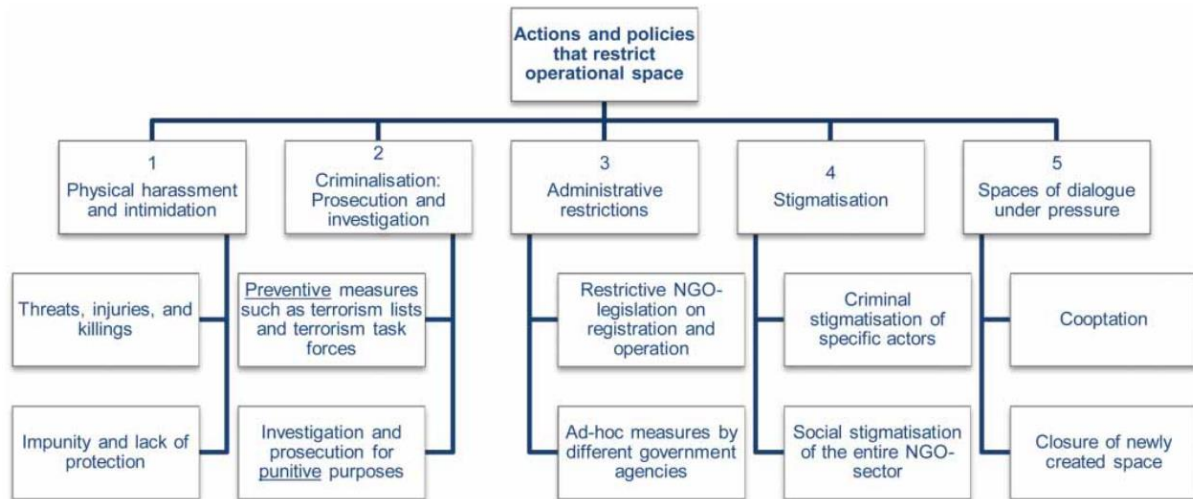 Actions and policies
that restrict
operational space
1
Physical harassment
and intimidation
2
Criminalisation:
Prosecution and
investigation
3
Administrative
restrictions
4
Stigmatisation
5
Spaces of dialogue
under pressure
Threats, injuries, and
killings
Preventive measures
such as terrorism lists
and terrorism task
forces
Restrictive NGO-
legislation on
registration and
operation
Criminal
stigmatisation of
specific actors
Cooptation
Impunity and lack of
protection
Investigation and
prosecution for
punitive purposes
Ad-hoc measures by
different government
agencies
Social stigmatisation
of the entire NGO-
sector
Closure of newly
created space